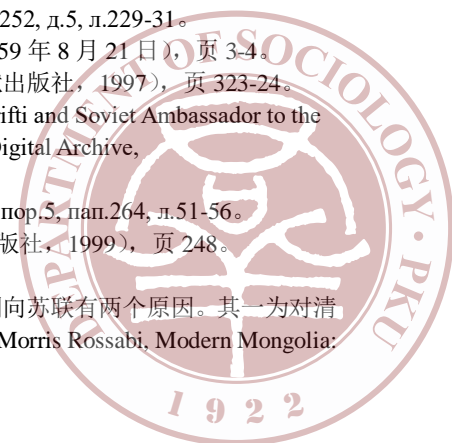 252, д.5, л.229-31。
59 年 8 月 21 日），页 3-4。
出版社，1997），页 323-24。
rifti and Soviet Ambassador to the
Digital Archive,
пор.5, пап.264, л.51-56。
版社，1999），页 248。
向苏联有两个原因。其一为对清
Morris Rossabi, Modern Mongolia:
DEPARTMENT OF SOCIOLOGY · PKU
1922